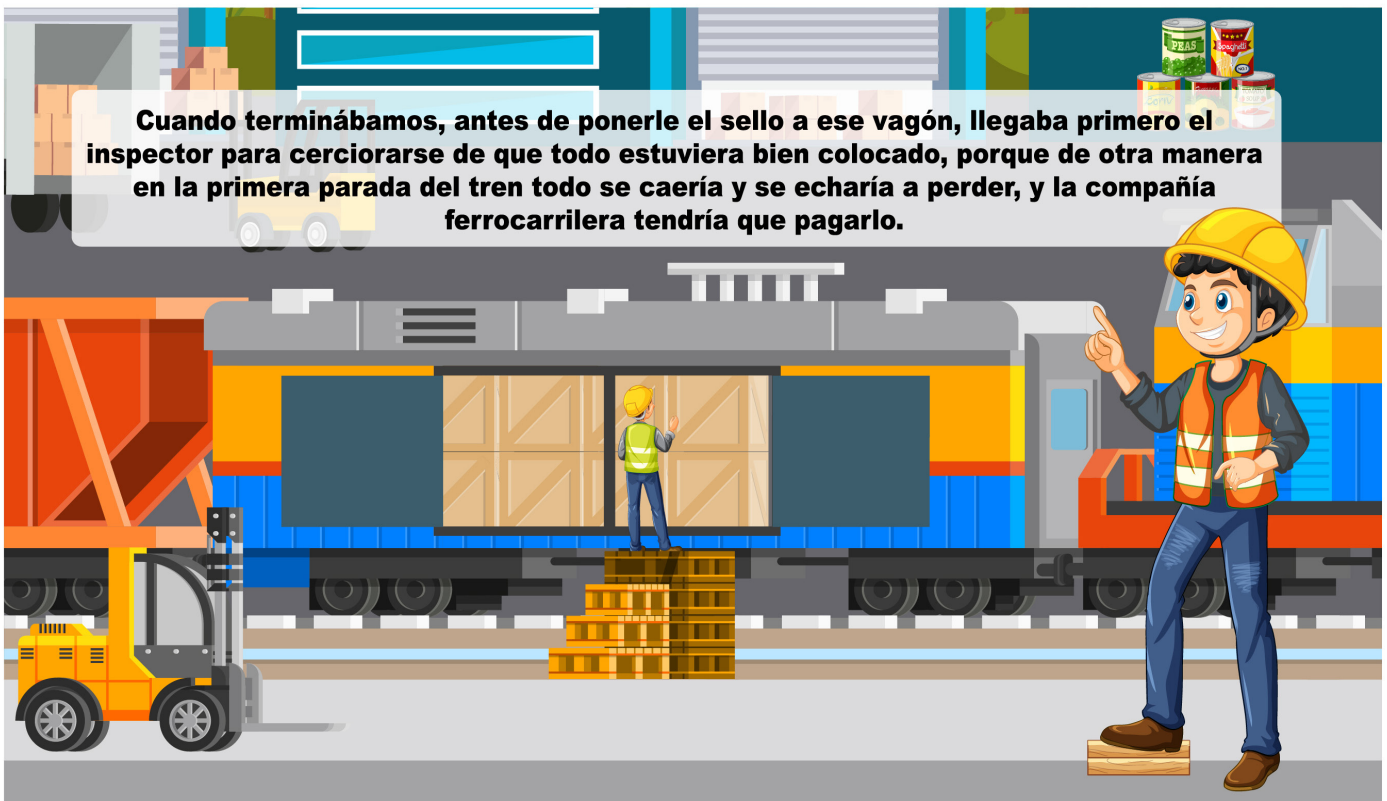 PEAS
Spaghetti
Corn
Cuando terminábamos, antes de ponerle el sello a ese vagón, llegaba primero el
inspector para cerciorarse de que todo estuviera bien colocado, porque de otra manera
en la primera parada del tren todo se caería y se echaría a perder, y la compañía
ferrocarrilera tendría que pagarlo.